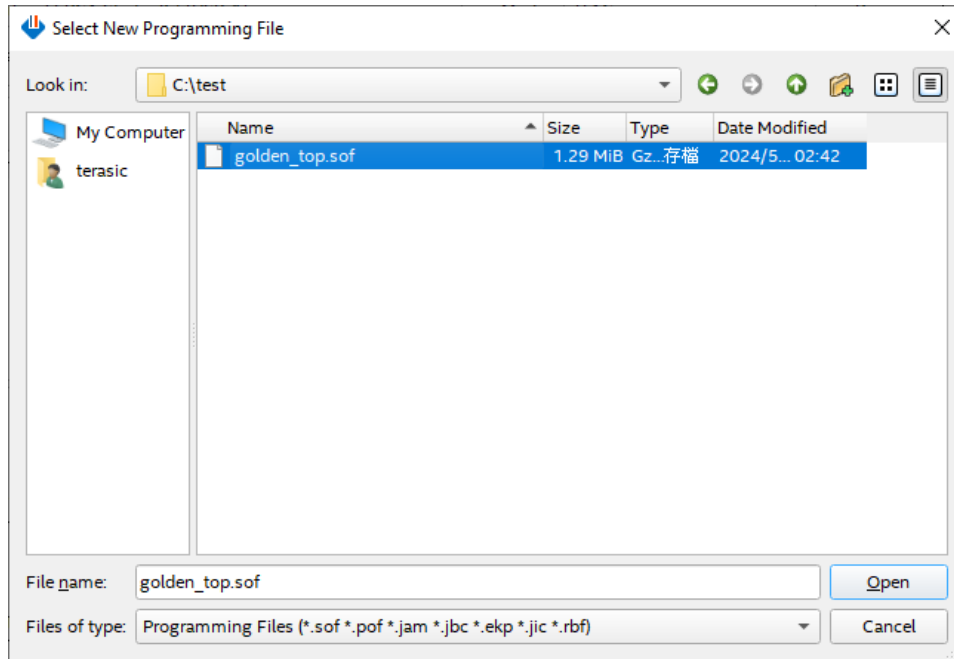 Select New Programming File
Look in: C:\test
My Computer
terasic
Name Size Type Date Modified
golden_top.sof 1.29 MiB Gz...存檔 2024/5... 02:42
File name: golden_top.sof Open
Files of type: Programming Files (*.sof *.pof *.jam *.jbc *.ekp *.jic *.rbf) Cancel